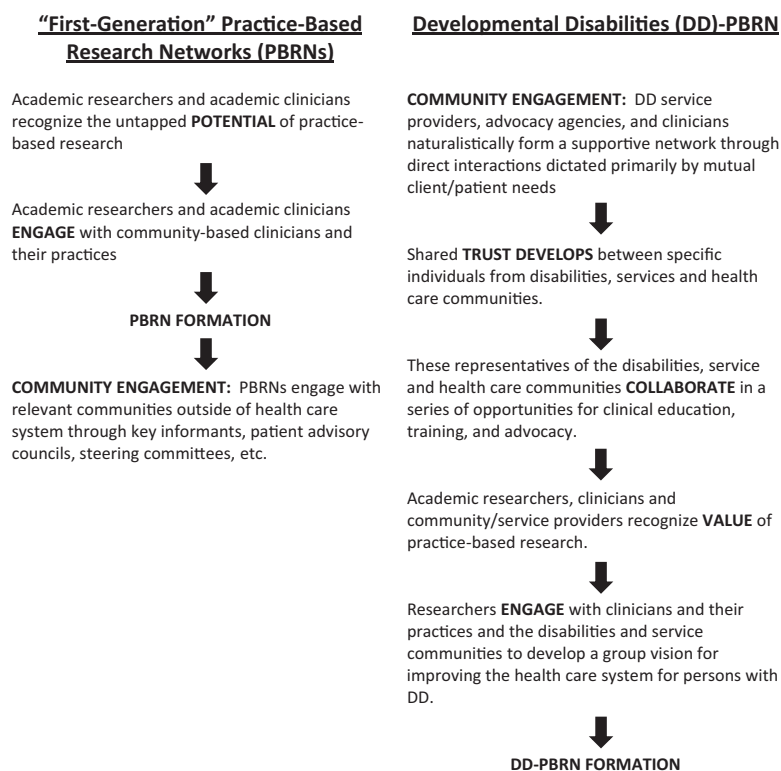 “First-Generation” Practice-Based
Research Networks (PBRNs)
Academic researchers and academic clinicians
recognize the untapped POTENTIAL of practice-
based research
Academic researchers and academic clinicians
ENGAGE with community-based clinicians and
their practices
PBRN FORMATION
COMMUNITY ENGAGEMENT: PBRNs engage with
relevant communities outside of health care
system through key informants, patient advisory
councils, steering committees, etc.
Developmental Disabilities (DD)-PBRN
COMMUNITY ENGAGEMENT: DD service
providers, advocacy agencies, and clinicians
naturalistically form a supportive network through
direct interactions dictated primarily by mutual
client/patient needs
Shared TRUST DEVELOPS between specific
individuals from disabilities, services and health
care communities.
These representatives of the disabilities, service
and health care communities COLLABORATE in a
series of opportunities for clinical education,
training, and advocacy.
Academic researchers, clinicians and
community/service providers recognize VALUE of
practice-based research.
Researchers ENGAGE with clinicians and their
practices and the disabilities and service
communities to develop a group vision for
improving the health care system for persons with
DD.
DD-PBRN FORMATION